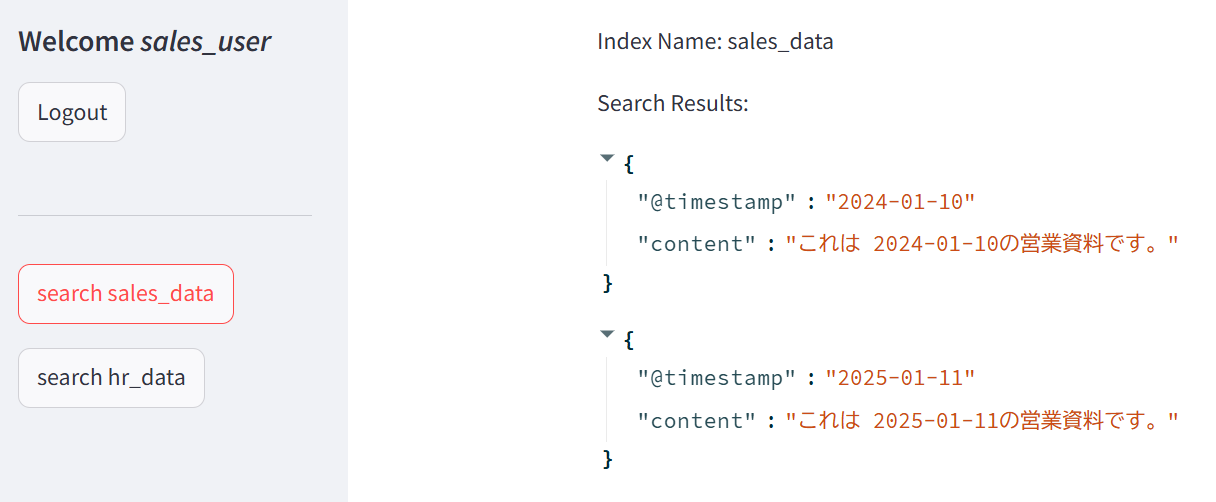 Welcome sales_user
Logout
search sales_data
search hr_data
Index Name: sales_data
Search Results:
{
"@timestamp" : "2024-01-10"
"content" : "これは 2024-01-10の営業資料です。"
}
{
"@timestamp" : "2025-01-11"
"content" : "これは 2025-01-11の営業資料です。"
}